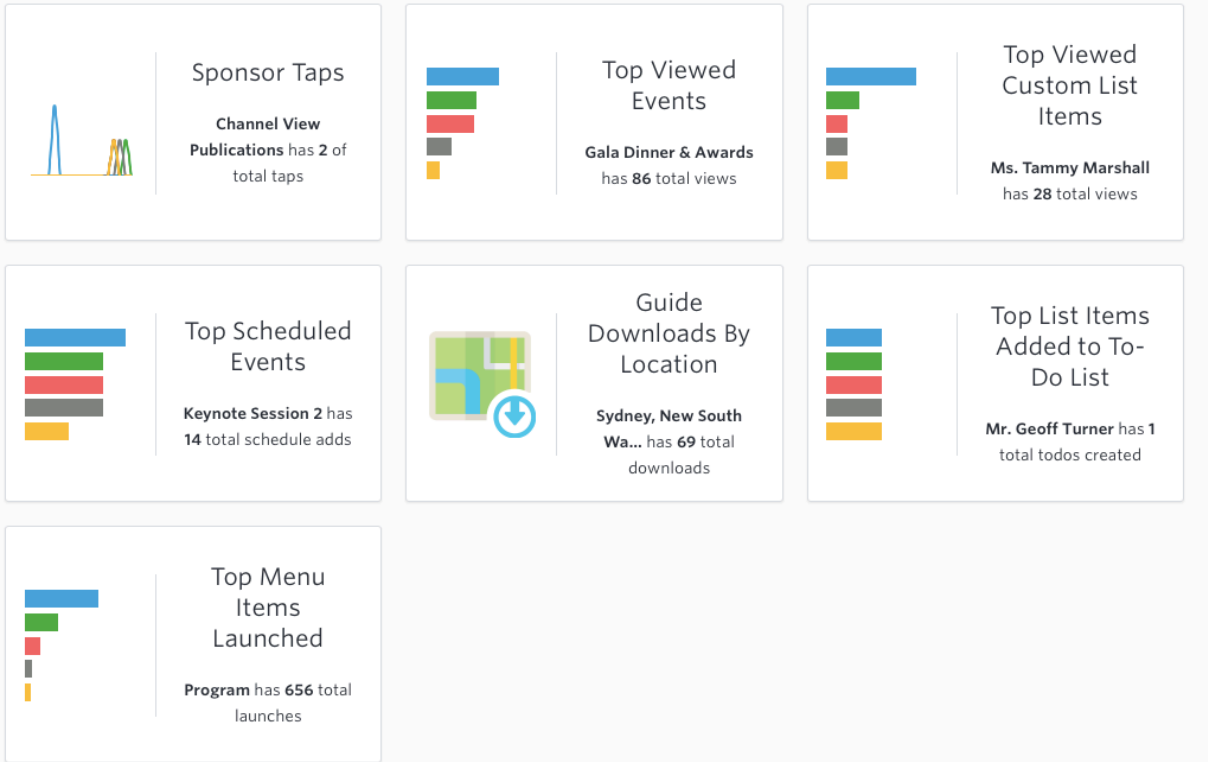 Sponsor Taps
Channel View
Publications has 2 of
total taps
Top Viewed
Events
Gala Dinner & Awards
has 86 total views
Top Viewed
Custom List
Items
Ms. Tammy Marshall
has 28 total views
Top Scheduled
Events
Keynote Session 2 has
14 total schedule adds
Guide
Downloads By
Location
Sydney, New South
Wa... has 69 total
downloads
Top List Items
Added to To-
Do List
Mr. Geoff Turner has 1
total todos created
Top Menu
Items
Launched
Program has 656 total
launches